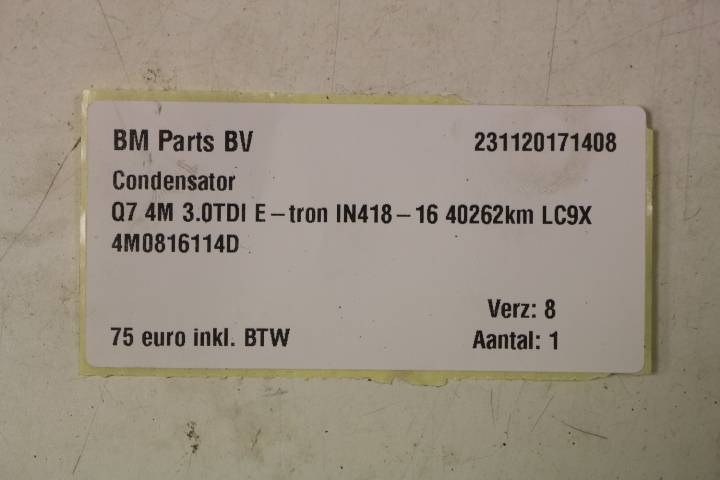 BM Parts BV 231120171408
Condensator
Q7 4M 3.0TDI E-tron IN418-16 40262km LC9X
4M0816114D
Verz: 8
75 euro inkl. BTW Aantal: 1